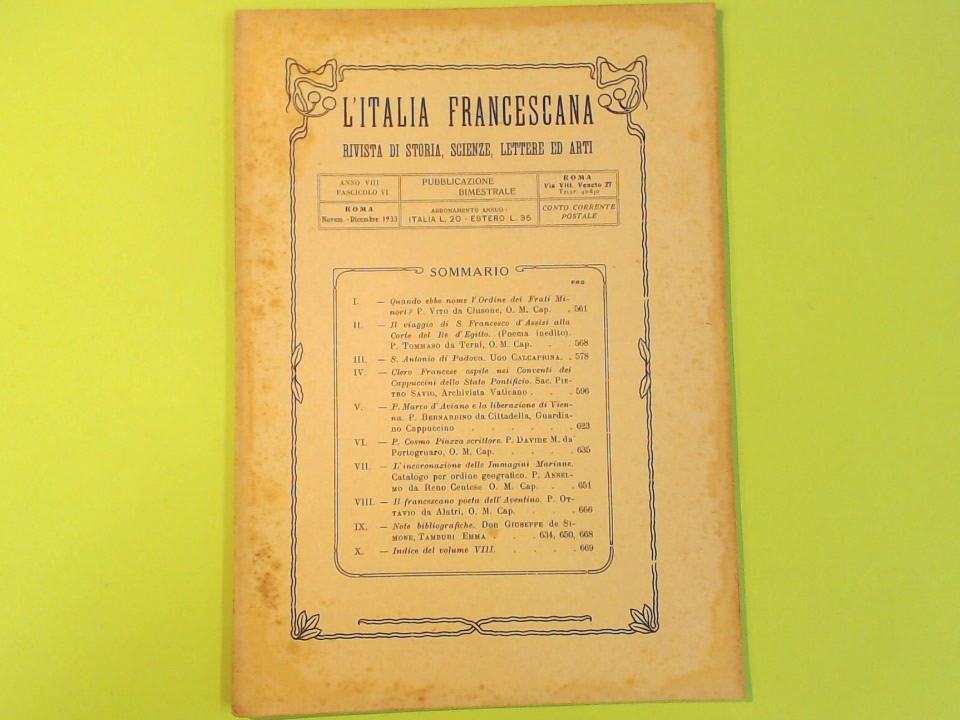 L'ITALIA FRANCESCANA
RIVISTA DI STORIA, SCIENZE, LETTERE ED ARTI
ANNO VIII
FASCICOLO VI
PUBBLICAZIONE
BIMESTRALE
ROMA
Via Vitt. Veneto 27
TELEF. 42-850
ROMA
Novem. - Dicembre 1933
ABBONAMENTO ANNUO:
ITALIA L. 20 - ESTERO L. 35
CONTO CORRENTE
POSTALE
SOMMARIO
PAG
I. — Quando ebbe nome l'Ordine dei Frati Mi-
nori? P. VITO da Clusone, O. M. Cap. . 561
II. — Il viaggio di S. Francesco d'Assisi alla
Corte del Re d'Egitto. (Poema inedito).
P. TOMMASO da Terni, O. M. Cap. . . 568
III. — S. Antonio di Padova. UGO CALCAPRINA. . 578
IV. — Clero Francese ospite nei Conventi dei
Cappuccini dello Stato Pontificio. Sac. PIE-
TRO SAVIO, Archivista Vaticano . . . 596
V. — P. Marco d'Aviano e la liberazione di Vien-
na. P. BERNARDINO da Cittadella, Guardia-
no Cappuccino . . . . . . 623
VI. — P. Cosmo Piazza scrittore. P. DAVIDE M. da
Portogruaro, O. M. Cap. . . . . 635
VII. — L'incoronazione delle Immagini Mariane.
Catalogo per ordine geografico. P. ANSEL-
MO da Reno Centese O. M. Cap. . . 651
VIII. — Il francescano poeta dell'Aventino. P. OT-
TAVIO da Alatri, O. M. Cap. . . . 666
IX. — Note bibliografiche. Don GIUSEPPE de SI-
MONE, TAMBURI EMMA . . 634, 650, 668
X. — Indice del volume VIII. . . . . 669